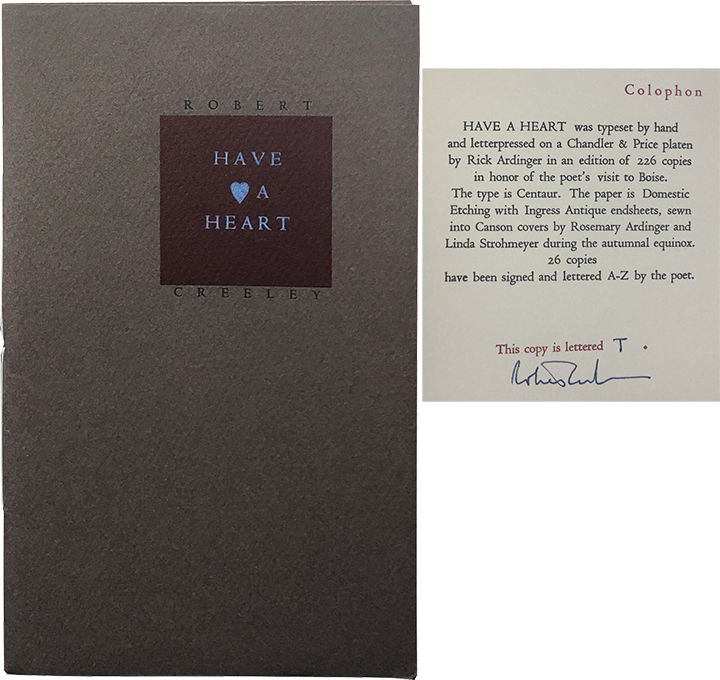 ROBERT
HAVE
A
HEART
CREELEY
Colophon
HAVE A HEART was typeset by hand
and letterpressed on a Chandler & Price platen
by Rick Ardinger in an edition of 226 copies
in honor of the poet's visit to Boise.
The type is Centaur. The paper is Domestic
Etching with Ingress Antique endsheets, sewn
into Canson covers by Rosemary Ardinger and
Linda Strohmeyer during the autumnal equinox.
26 copies
have been signed and lettered A-Z by the poet.
This copy is lettered T.